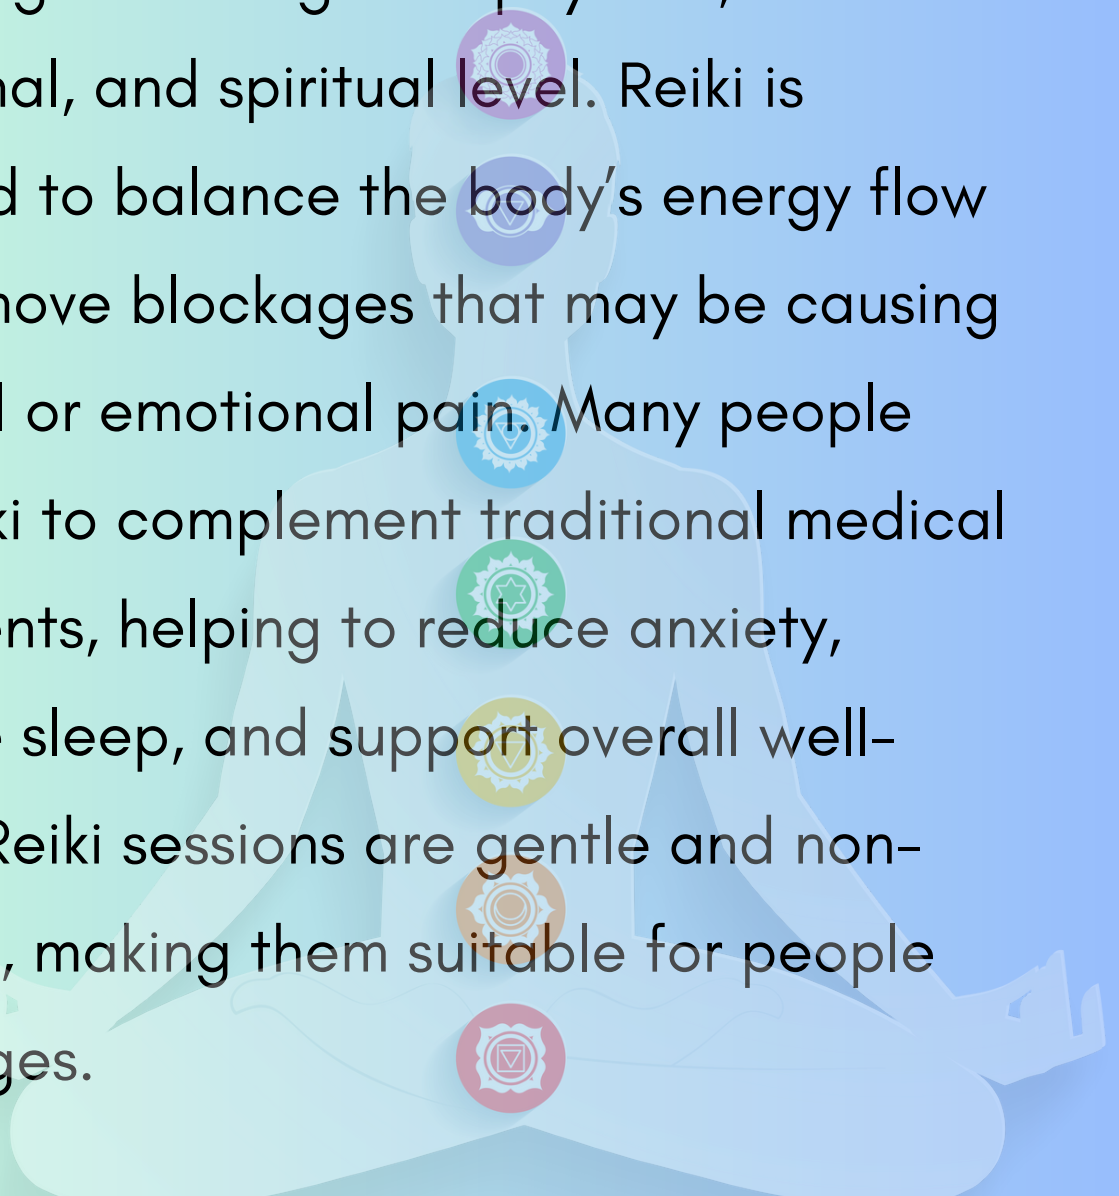 nal, and spiritual level. Reiki is
d to balance the body's energy flow
move blockages that may be causing
l or emotional pain. Many people
ki to complement traditional medical
ents, helping to reduce anxiety,
e sleep, and support overall well-
Reiki sessions are gentle and non-
, making them suitable for people
ges.